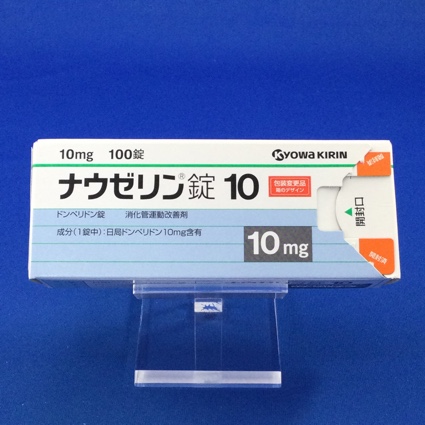 10mg 100錠
KYOWA KIRIN
ナウゼリン®錠 10
包装変更品
箱のデザイン
ドンペリドン錠 消化管運動改善剤
成分(1錠中):日局ドンペリドン10mg含有
10mg
開封口
開封済